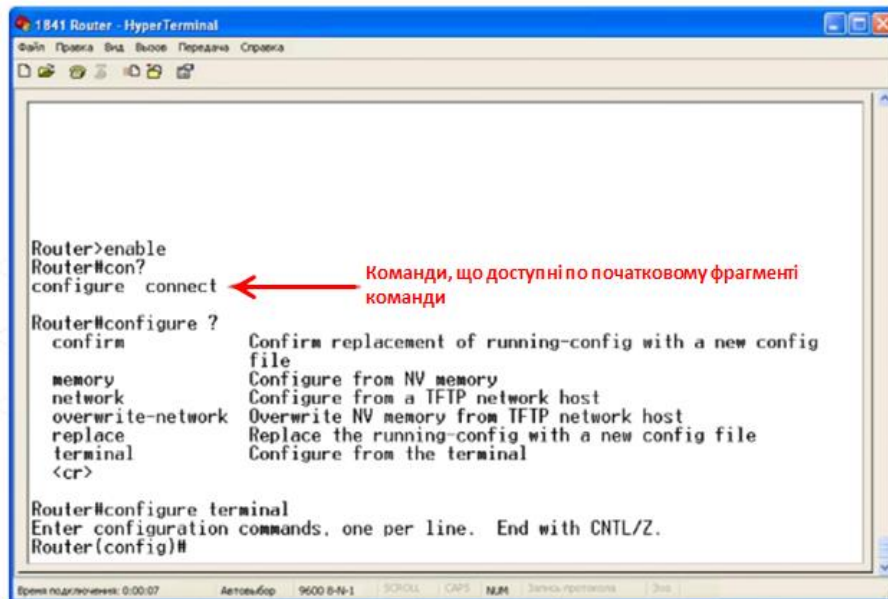 1841 Router - HyperTerminal
Файл Правка Вид Вызов Передача Справка
Router>enable
Router#con?
configure connect
Команди, що доступні по початковому фрагменті
команди
Router#configure ?
confirm Confirm replacement of running-config with a new config
file
memory Configure from NV memory
network Configure from a TFTP network host
overwrite-network Overwrite NV memory from TFTP network host
replace Replace the running-config with a new config file
terminal Configure from the terminal
<cr>
Router#configure terminal
Enter configuration commands, one per line. End with CNTL/Z.
Router(config)#
Время подключения: 0:00:07 Автовыбор 9600 8-N-1 SCROLL CAPS NUM Запись протокола Эхо